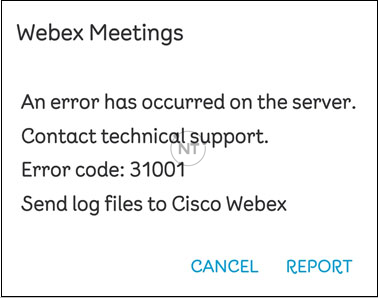 Webex Meetings
An error has occurred on the server.
Contact technical support.
NT
Error code: 31001
Send log files to Cisco Webex
CANCEL REPORT